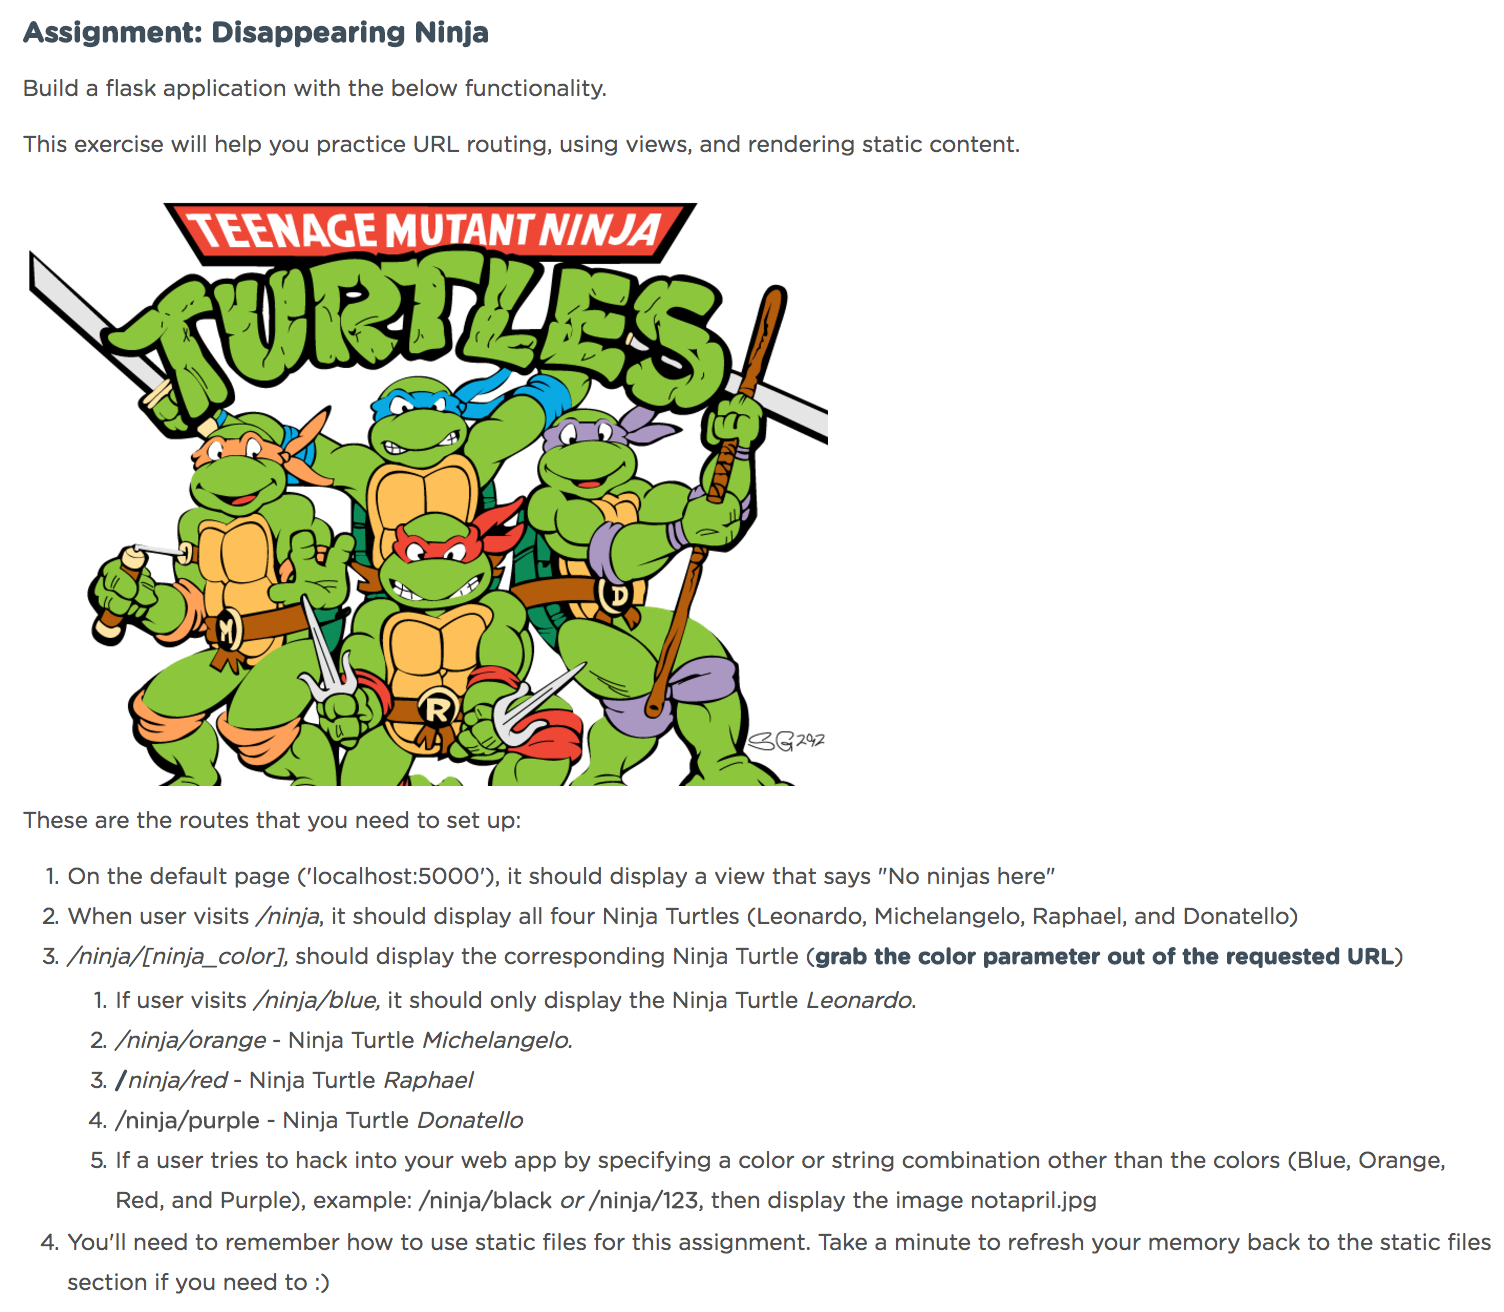 Assignment: Disappearing Ninja
Build a flask application with the below functionality.
This exercise will help you practice URL routing, using views, and rendering static content.
TEENAGE MUTANT NINJA
TURTLES
D
M
R
SG292
These are the routes that you need to set up:
1. On the default page ('localhost:5000'), it should display a view that says "No ninjas here"
2. When user visits /ninja, it should display all four Ninja Turtles (Leonardo, Michelangelo, Raphael, and Donatello)
3. /ninja/[ninja_color], should display the corresponding Ninja Turtle (grab the color parameter out of the requested URL)
1. If user visits /ninja/blue, it should only display the Ninja Turtle Leonardo.
2. /ninja/orange - Ninja Turtle Michelangelo.
3. /ninja/red - Ninja Turtle Raphael
4. /ninja/purple - Ninja Turtle Donatello
5. If a user tries to hack into your web app by specifying a color or string combination other than the colors (Blue, Orange,
Red, and Purple), example: /ninja/black or /ninja/123, then display the image notapril.jpg
4. You'll need to remember how to use static files for this assignment. Take a minute to refresh your memory back to the static files
section if you need to :)